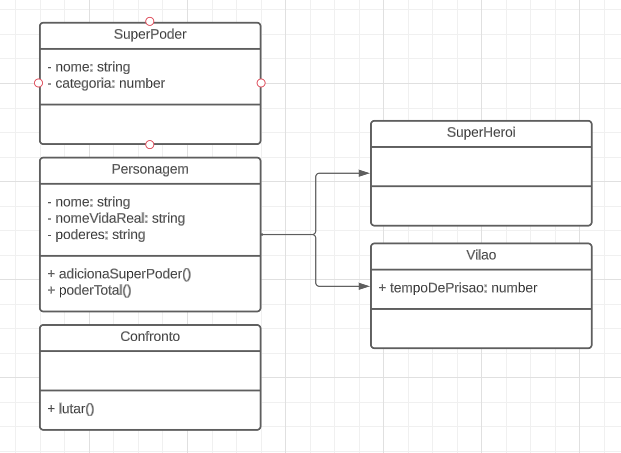 SuperPoder
- nome: string
- categoria: number
Personagem
- nome: string
- nomeVidaReal: string
- poderes: string
+ adicionaSuperPoder()
+ poderTotal()
Confronto
+ lutar()
SuperHeroi
Vilao
+ tempoDePrisao: number